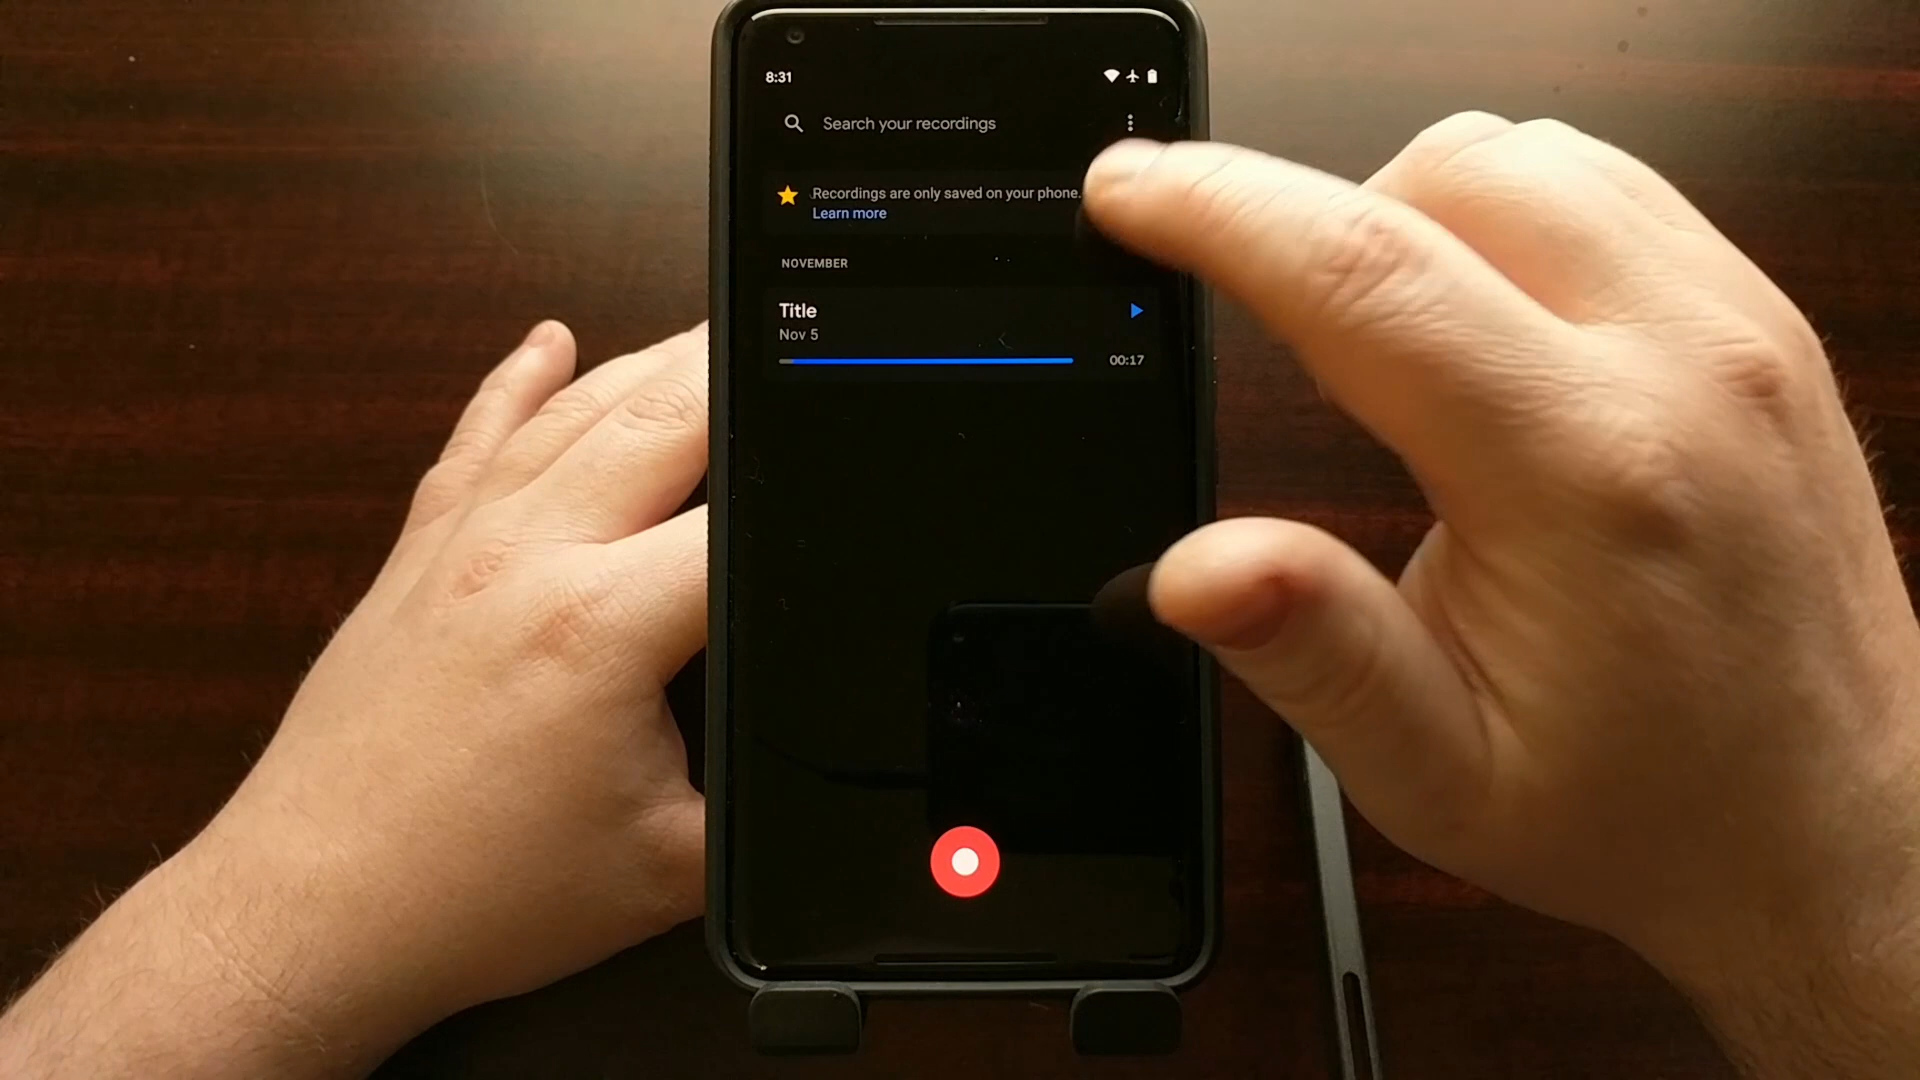 8:31
Search your recordings
Recordings are only saved on your phone.
Learn more
NOVEMBER
Title
Nov 5
00:17